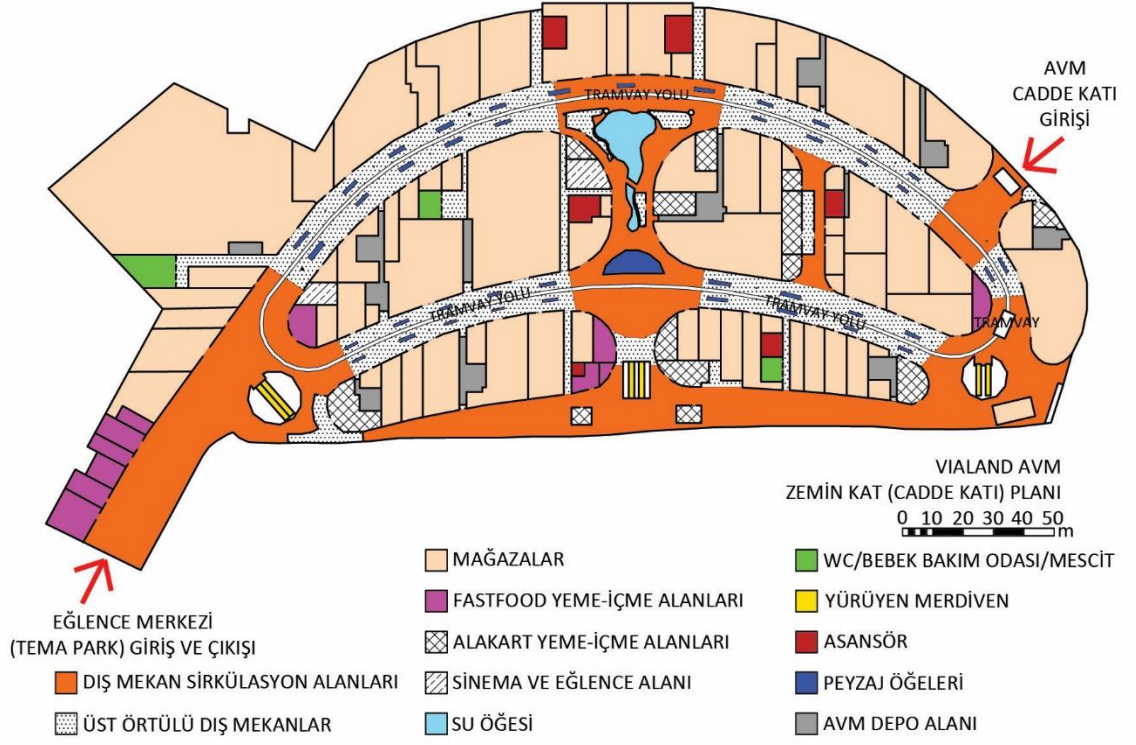 TRAMVAY YOLU
AVM
CADDE KATI
GİRİŞİ
TRAMVAY YOLU
TRAMVAY YOLU
TRAMVAY
VIALAND AVM
ZEMİN KAT (CADDE KATI) PLANI
0 10 20 30 40 50
m
EĞLENCE MERKEZİ
(TEMA PARK) GİRİŞ VE ÇIKIŞI
DIŞ MEKAN SİRKÜLASYON ALANLARI
ÜST ÖRTÜLÜ DIŞ MEKANLAR
MAĞAZALAR
FASTFOOD YEME-İÇME ALANLARI
ALAKART YEME-İÇME ALANLARI
SİNEMA VE EĞLENCE ALANI
SU ÖĞESİ
WC/BEBEK BAKIM ODASI/MESCİT
YÜRÜYEN MERDİVEN
ASANSÖR
PEYZAJ ÖĞELERİ
AVM DEPO ALANI